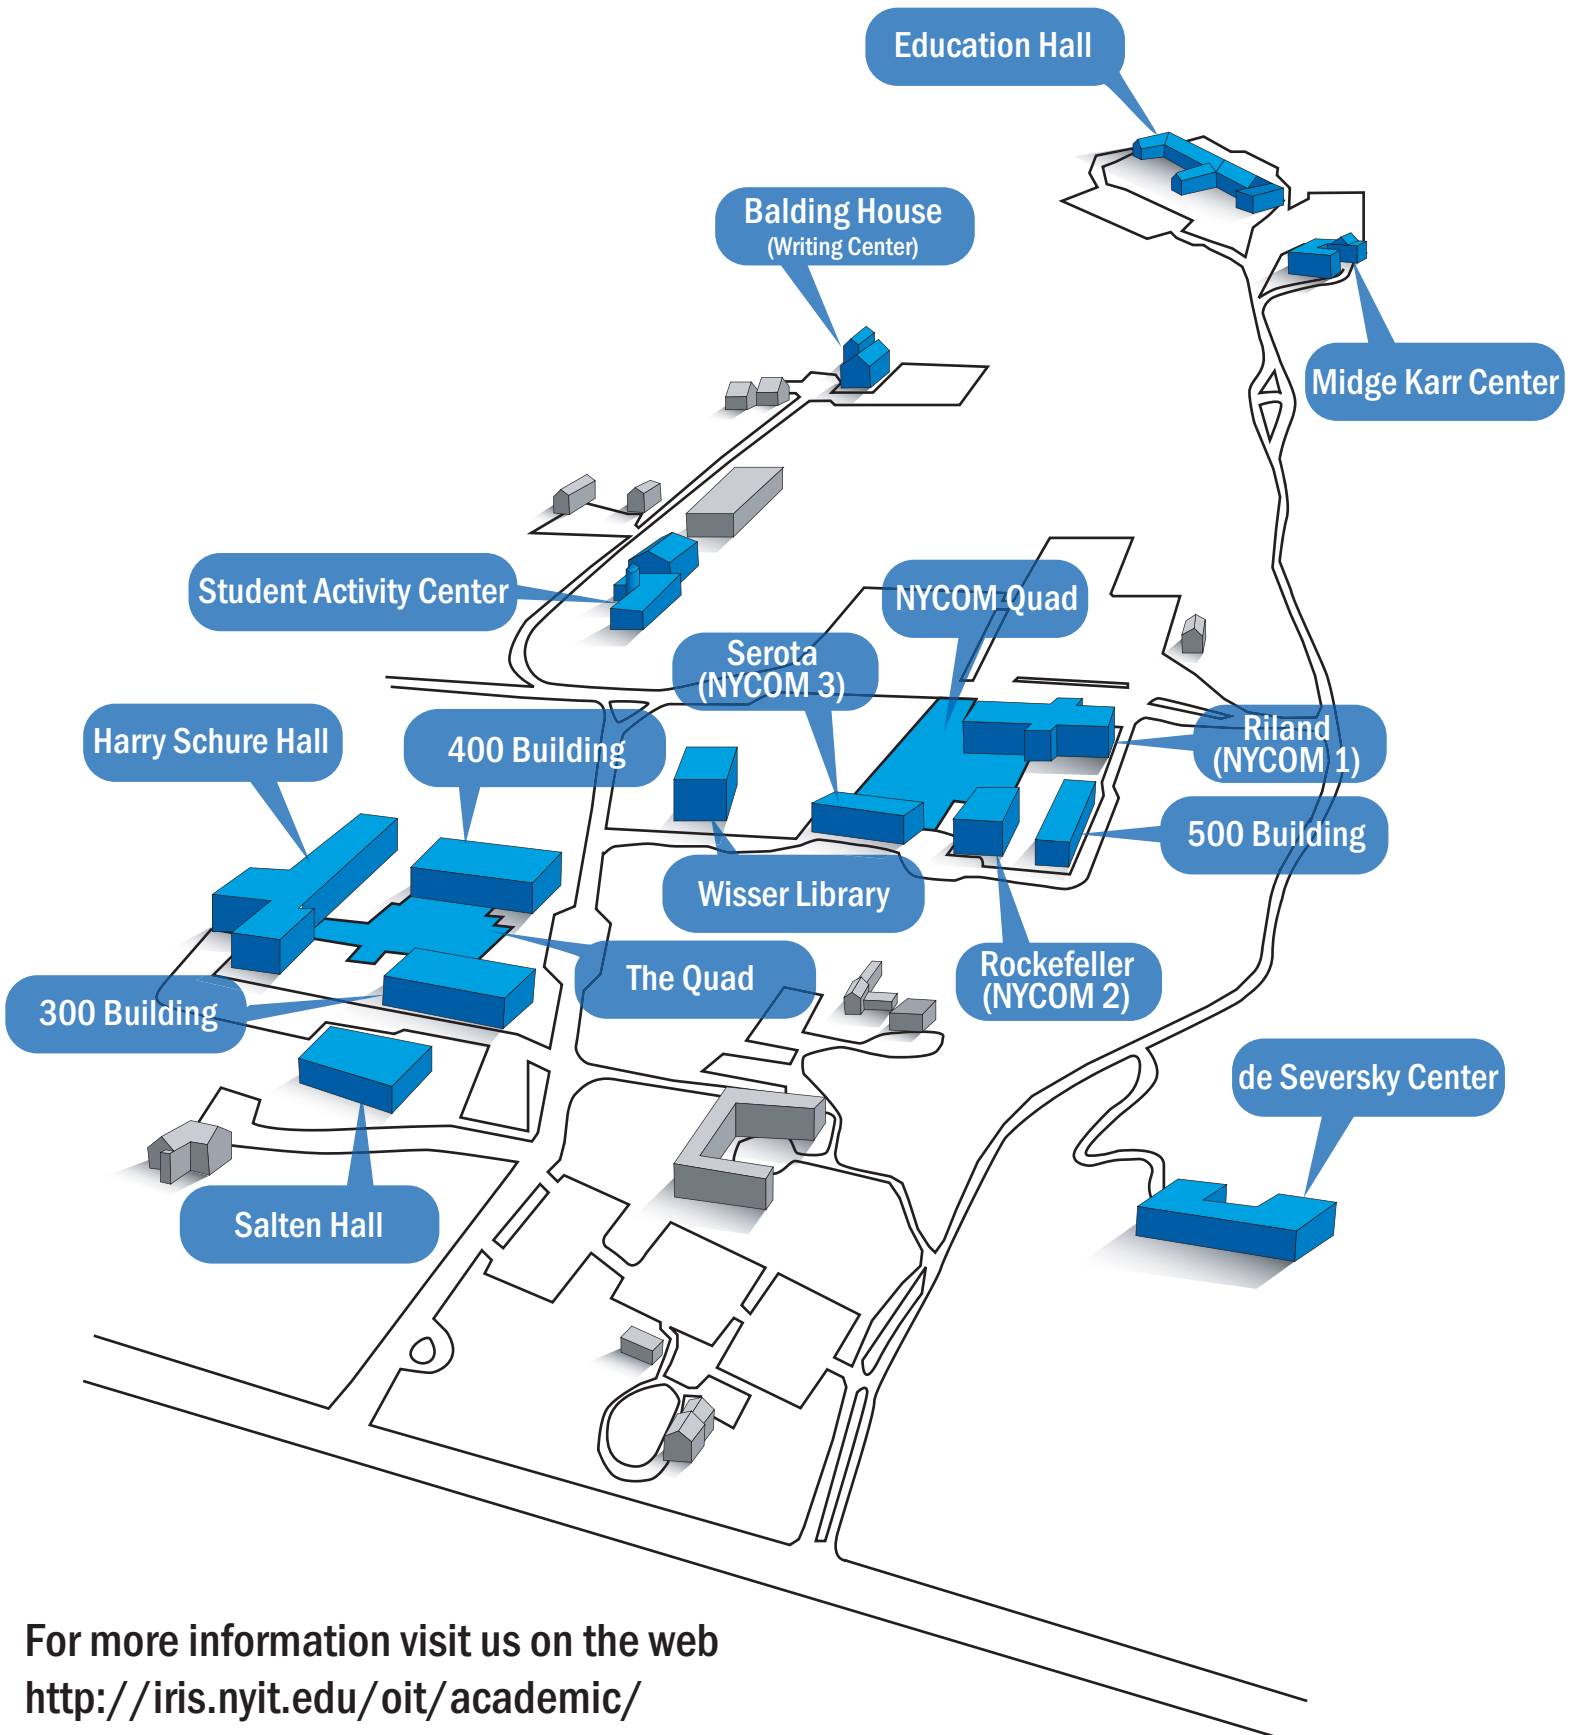 Education Hall
Balding House
(Writing Center)
Midge Karr Center
Student Activity Center
NYCOM Quad
Serota
(NYCOM 3)
Harry Schure Hall
400 Building
Riland
(NYCOM 1)
500 Building
Wisser Library
The Quad
Rockefeller
(NYCOM 2)
300 Building
de Seversky Center
Salten Hall
For more information visit us on the web
http://iris.nyit.edu/oit/academic/